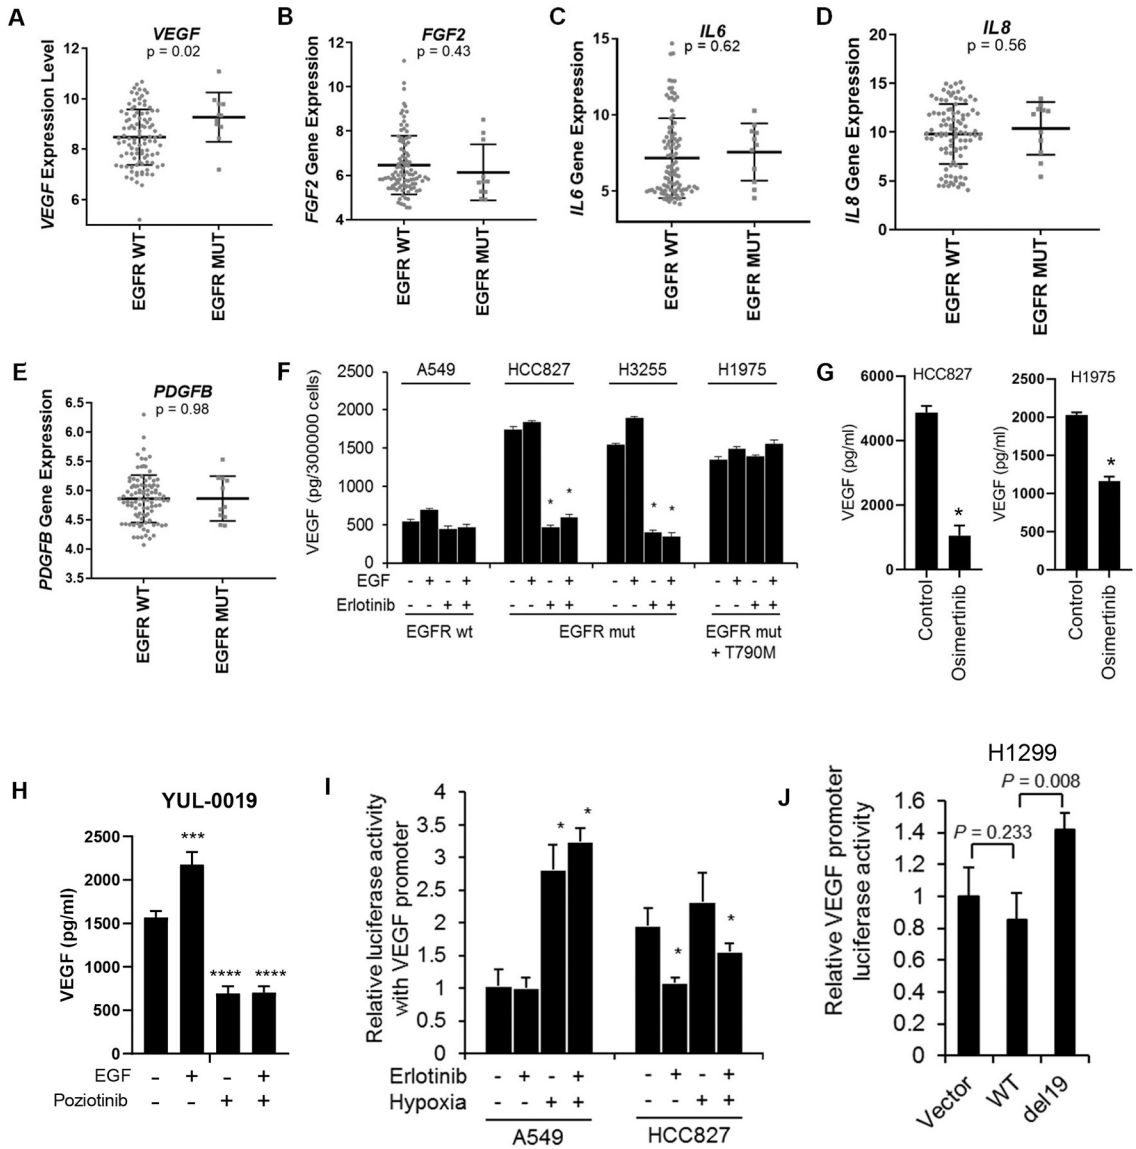 A
VEGF
p = 0.02
VEGF Expression Level
12
10
8
6
EGFR WT
EGFR MUT
B
FGF2
p = 0.43
FGF2 Gene Expression
12
10
8
6
4
EGFR WT
EGFR MUT
C
IL6
p = 0.62
IL6 Gene Expression
15
10
5
EGFR WT
EGFR MUT
D
IL8
p = 0.56
IL8 Gene Expression
20
15
10
5
0
EGFR WT
EGFR MUT
E
PDGFB
p = 0.98
PDGFB Gene Expression
6.5
6.0
5.5
5.0
4.5
4.0
3.5
EGFR WT
EGFR MUT
F
A549 HCC827 H3255 H1975
VEGF (pg/300000 cells)
2500
2000
1500
1000
500
0
* * * *
EGF - + - + - + - + - + - + - + - +
Erlotinib - - + + - - + + - - + + - - + +
EGFR wt EGFR mut EGFR mut
+ T790M
G
HCC827
VEGF (pg/ml)
6000
4000
2000
0
*
Control
Osimertinib
H1975
VEGF (pg/ml)
2500
2000
1500
1000
500
0
*
Control
Osimertinib
H
YUL-0019
VEGF (pg/ml)
2500
2000
1500
1000
500
0
*** **** ****
EGF - + - +
Poziotinib - - + +
I
Relative luciferase activity
with VEGF promoter
4
3.5
3
2.5
2
1.5
1
0.5
0
* * * *
Erlotinib - + - + - + - +
Hypoxia - - + + - - + +
A549 HCC827
J
H1299
P = 0.008
P = 0.233
Relative VEGF promoter
luciferase activity
1.6
1.4
1.2
1
0.8
0.6
0.4
0.2
0
Vector
WT
del19